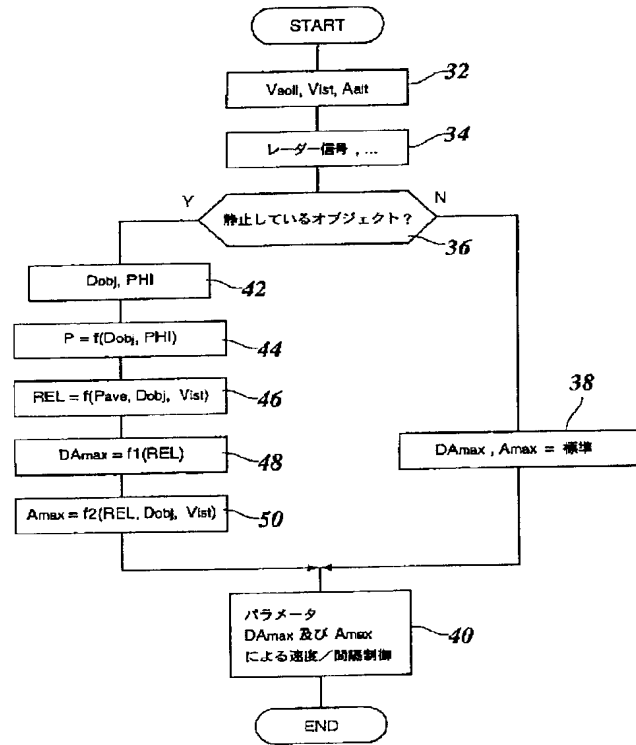 START
Vsoll, Vist, Aalt
32
レーダー信号 , ...
34
Y
N
静止しているオブジェクト?
36
Dobj, PHI
42
P = f(Dobj, PHI)
44
REL = f(Pave, Dobj, Vist)
46
38
DAmax = f1(REL)
48
DAmax , Amax = 標準
Amax = f2(REL, Dobj, Vist)
50
パラメータ
DAmax 及び Amax
による速度/間隔制御
40
END